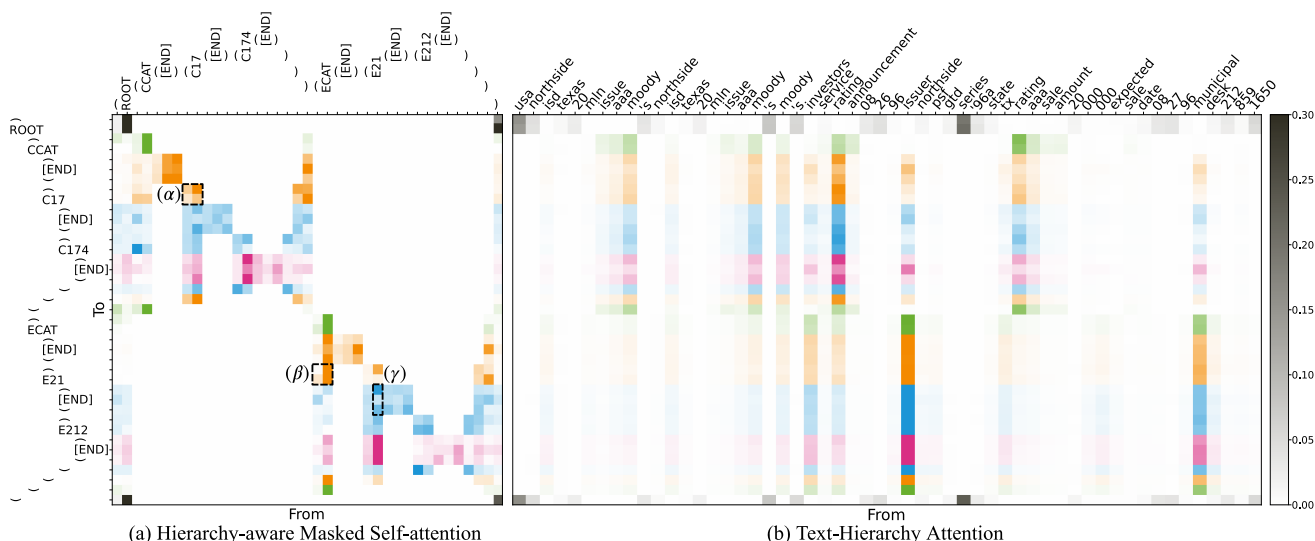 ( ROOT ( CCAT ( [END] ) ( C17 ( [END] ) ( C174 ( [END] ) ) ) ) ( ECAT ( [END] ) ( E21 ( [END] ) ( E212 ( [END] ) ) ) ) )
usa northside isd texas 20 mln issue aaa moody 's northside isd texas 20 mln issue aaa moody 's moody 's investors service rating announcement 08 26 96 issuer northside psf gtd series 96a state tx rating aaa sale amount 20 000 000 expected sale date 08 27 96 municipal desk 212 859 1650
ROOT
CCAT
[END]
C17
[END]
C174
[END]
ECAT
[END]
E21
[END]
E212
[END]
To
(α)
(β)
(γ)
0.30
0.25
0.20
0.15
0.10
0.05
0.00
From
From
(a) Hierarchy-aware Masked Self-attention
(b) Text-Hierarchy Attention